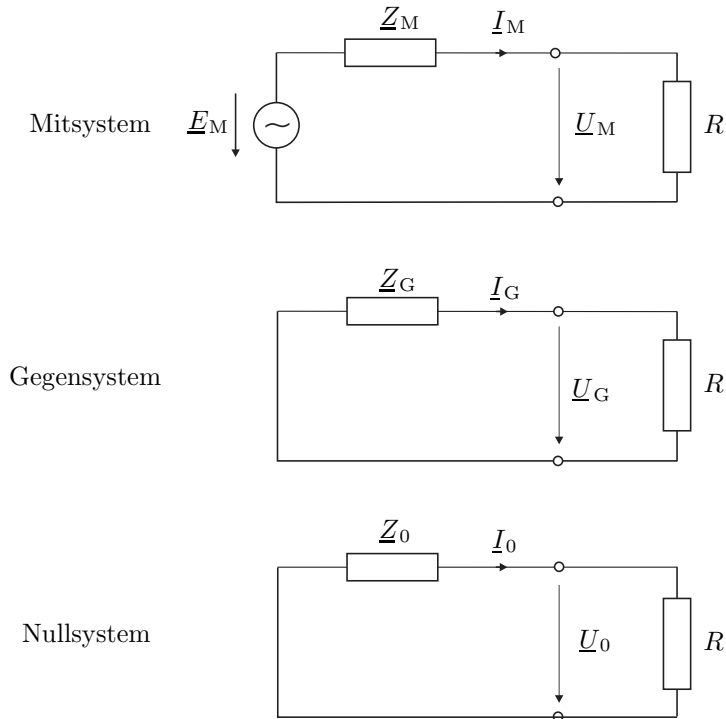 Z_M
I_M
Mitsystem
E_M
U_M
R
Z_G
I_G
Gegensystem
U_G
R
Z_0
I_0
Nullsystem
U_0
R